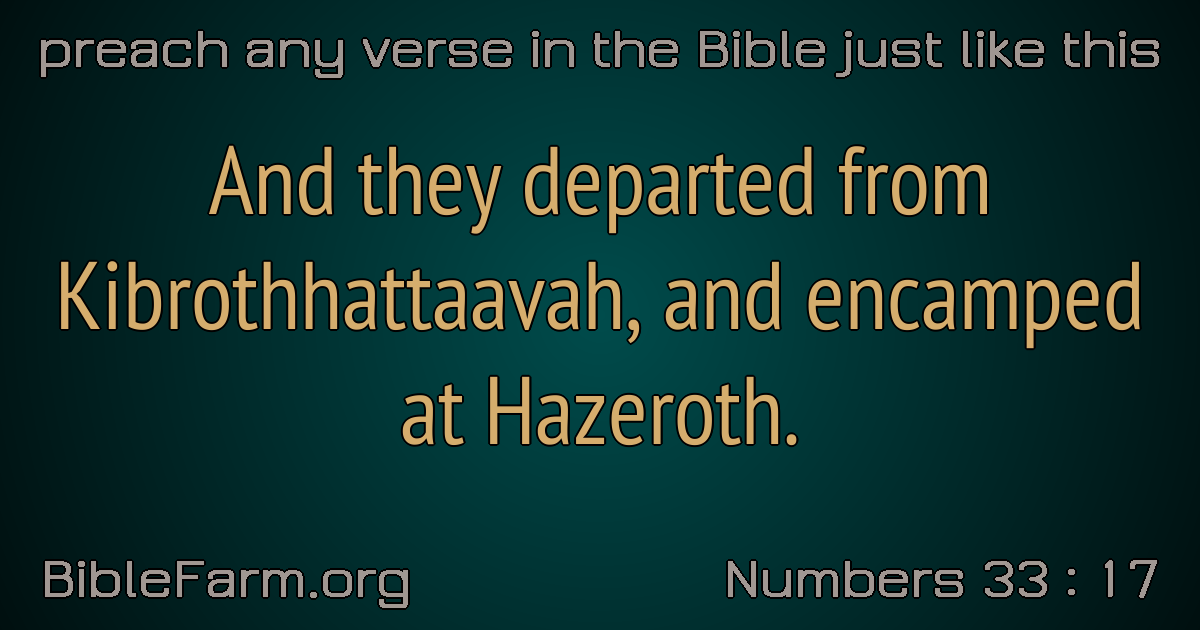 preach any verse in the Bible just like this
And they departed from
Kibrothhattaavah, and encamped
at Hazeroth.
BibleFarm.org
Numbers 33 : 17